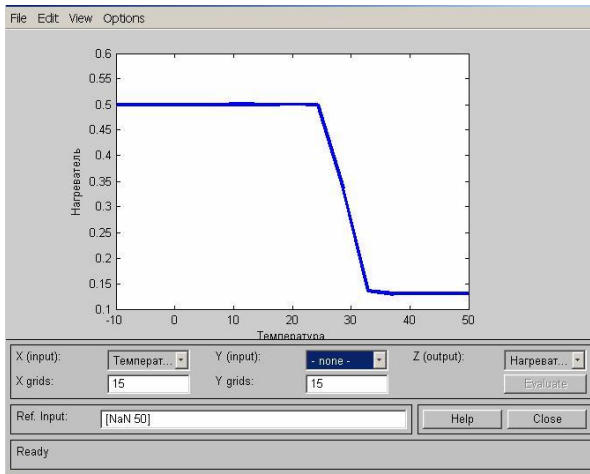 File Edit View Options
0.6
0.55
0.5
0.45
0.4
0.35
0.3
0.25
0.2
0.15
0.1
Нагреватель
-10 0 10 20 30 40 50
Температура
X (input): Температ... Y (input): - none - Z (output): Нагреват...
X grids: 15 Y grids: 15 Evaluate
Ref. Input: [NaN 50] Help Close
Ready